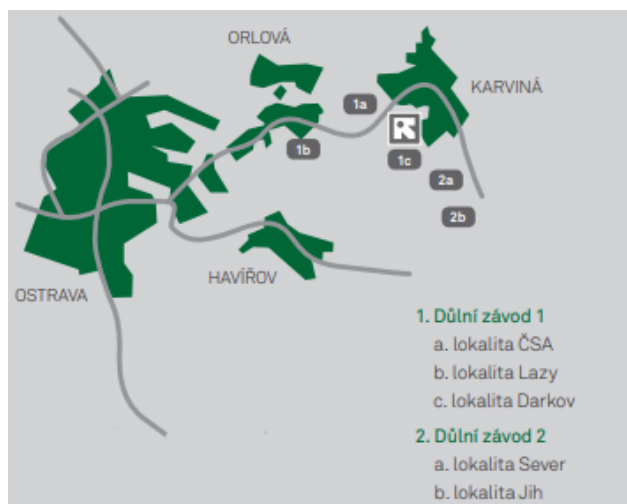 ORLOVÁ
KARVINÁ
1a
1b
1c
2a
2b
HAVÍŘOV
OSTRAVA
1. Důlní závod 1
a. lokalita ČSA
b. lokalita Lazy
c. lokalita Darkov
2. Důlní závod 2
a. lokalita Sever
b. lokalita Jih